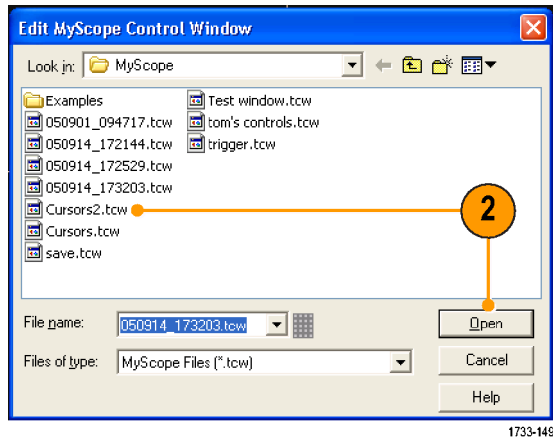 Edit MyScope Control Window
Look in: MyScope
Examples
050901_094717.tcw
050914_172144.tcw
050914_172529.tcw
050914_173203.tcw
Cursors2.tcw
Cursors.tcw
save.tcw
Test window.tcw
tom's controls.tcw
trigger.tcw
2
File name: 050914_173203.tcw
Open
Files of type: MyScope Files (*.tcw)
Cancel
Help
1733-149